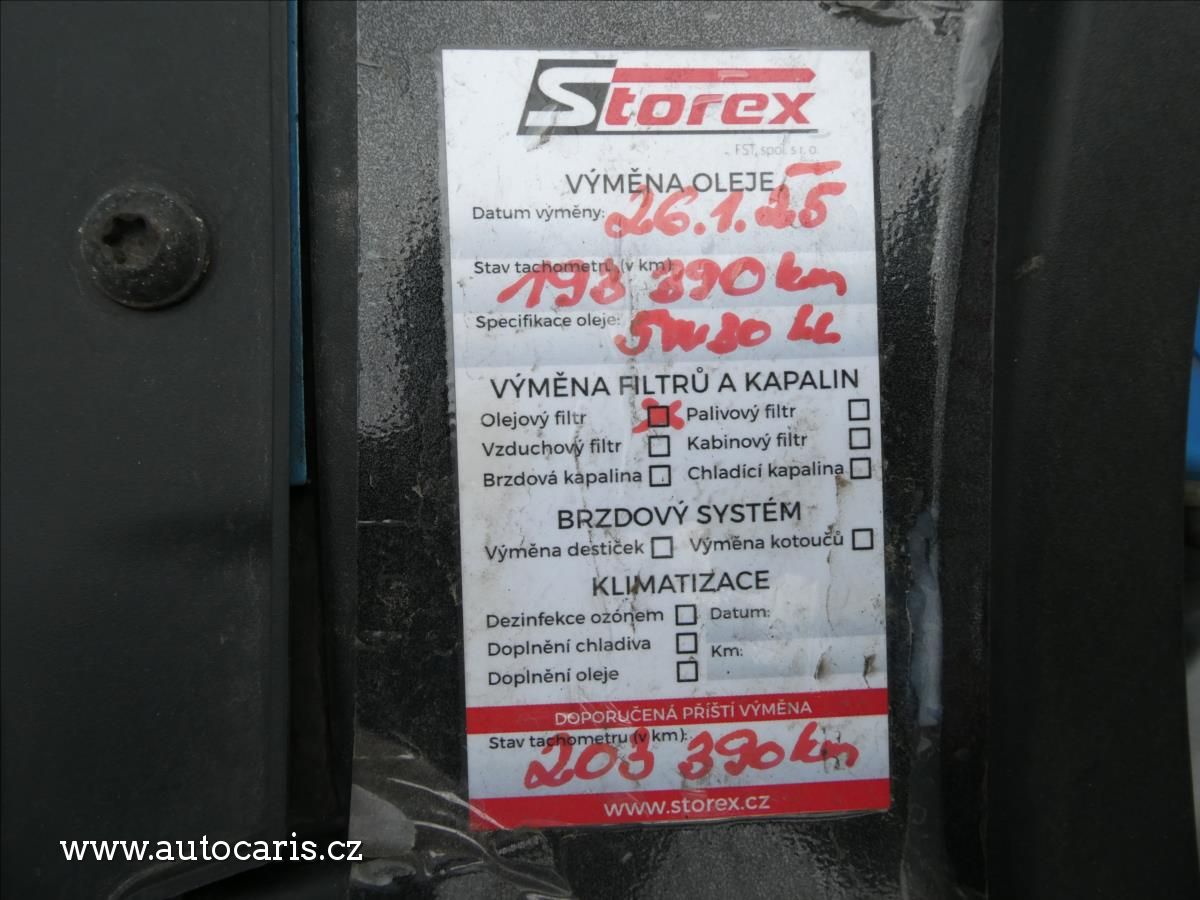 Storex
FST, spol. s r. o.
VÝMĚNA OLEJE
Datum výměny: 26.1.25
Stav tachometru (v km): 193 390 km
Specifikace oleje: 5W30 LL
VÝMĚNA FILTRŮ A KAPALIN
Olejový filtr x Palivový filtr
Vzduchový filtr Kabinový filtr
Brzdová kapalina Chladící kapalina
BRZDOVÝ SYSTÉM
Výměna destiček Výměna kotoučů
KLIMATIZACE
Dezinfekce ozónem Datum:
Doplnění chladiva Km:
Doplnění oleje
DOPORUČENÁ PŘÍŠTÍ VÝMĚNA
Stav tachometru (v km): 203 390 km
www.storex.cz
www.autocaris.cz